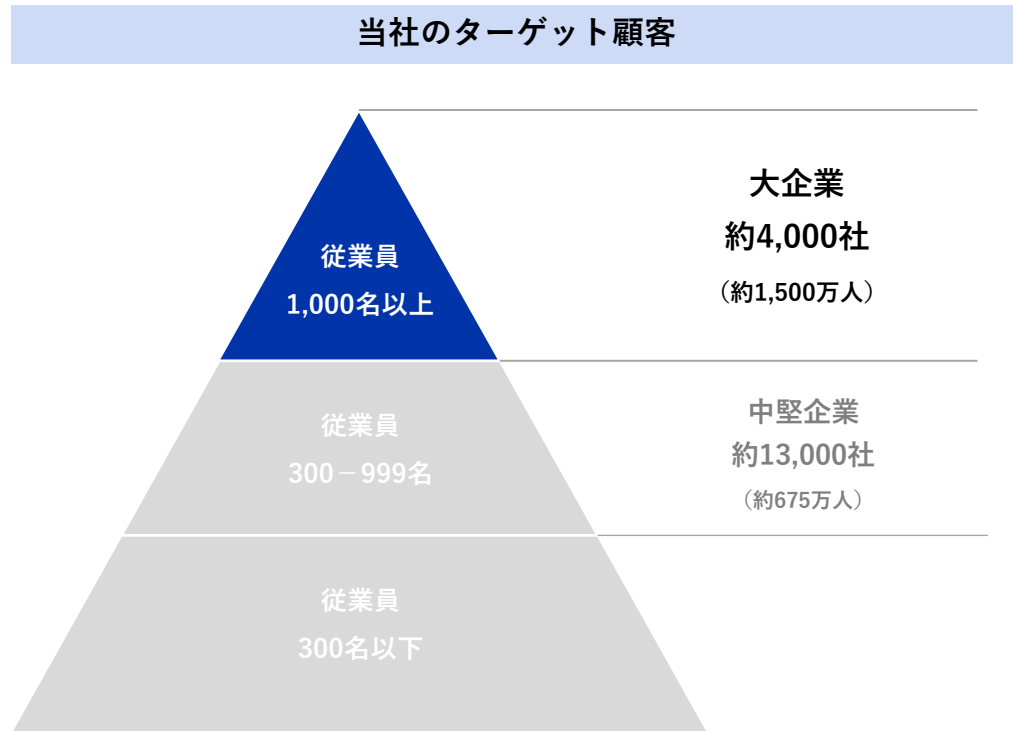 当社のターゲット顧客
従業員
1,000名以上
大企業
約4,000社
（約1,500万人）
従業員
300－999名
中堅企業
約13,000社
（約675万人）
従業員
300名以下